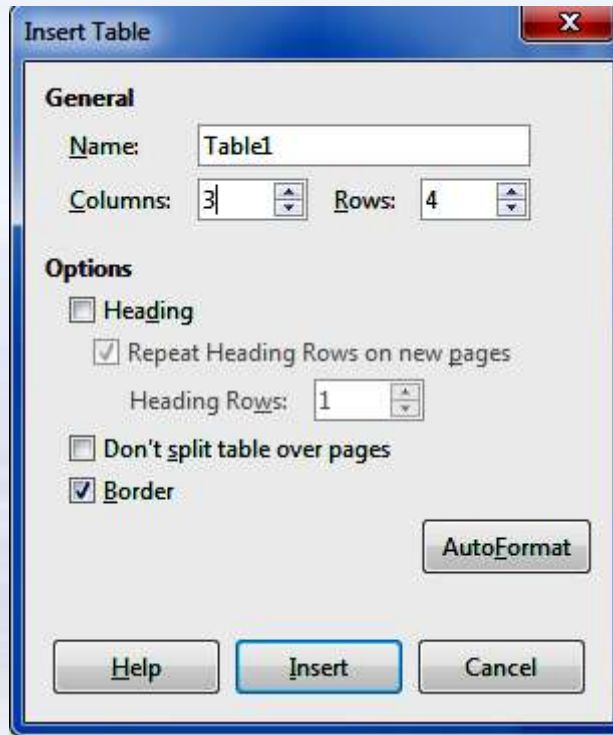 Insert Table
General
Name: Table1
Columns: 3 Rows: 4
Options
Heading
Repeat Heading Rows on new pages
Heading Rows: 1
Don't split table over pages
Border
AutoFormat
Help Insert Cancel